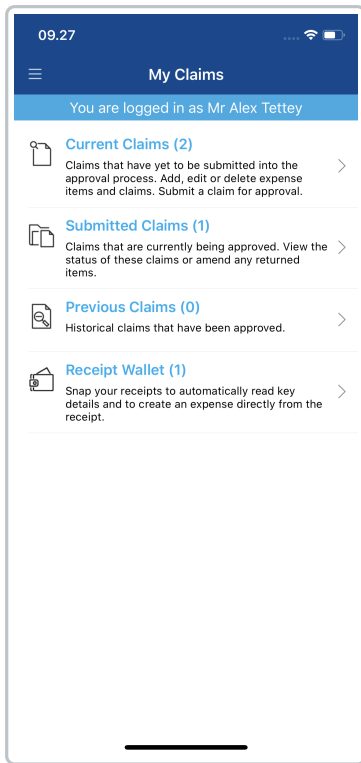 09.27
My Claims
You are logged in as Mr Alex Tettey
Current Claims (2)
Claims that have yet to be submitted into the
approval process. Add, edit or delete expense
items and claims. Submit a claim for approval.
Submitted Claims (1)
Claims that are currently being approved. View the
status of these claims or amend any returned
items.
Previous Claims (0)
Historical claims that have been approved.
Receipt Wallet (1)
Snap your receipts to automatically read key
details and to create an expense directly from the
receipt.